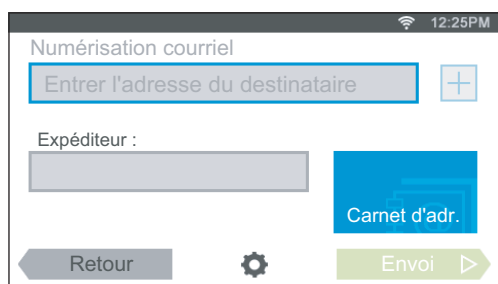 12:25PM
Numérisation courriel
Entrer l'adresse du destinataire
Expéditeur :
Carnet d'adr.
Retour
Envoi